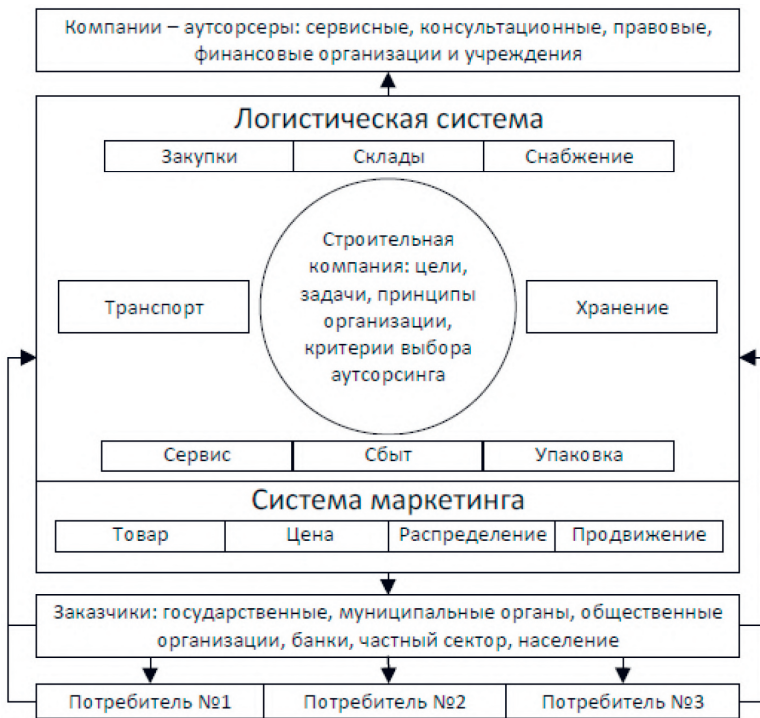 Компании – аутсорсеры: сервисные, консультационные, правовые,
финансовые организации и учреждения
Логистическая система
Закупки
Склады
Снабжение
Строительная
компания: цели,
задачи, принципы
организации,
критерии выбора
аутсорсинга
Транспорт
Хранение
Сервис
Сбыт
Упаковка
Система маркетинга
Товар
Цена
Распределение
Продвижение
Заказчики: государственные, муниципальные органы, общественные
организации, банки, частный сектор, население
Потребитель №1
Потребитель №2
Потребитель №3